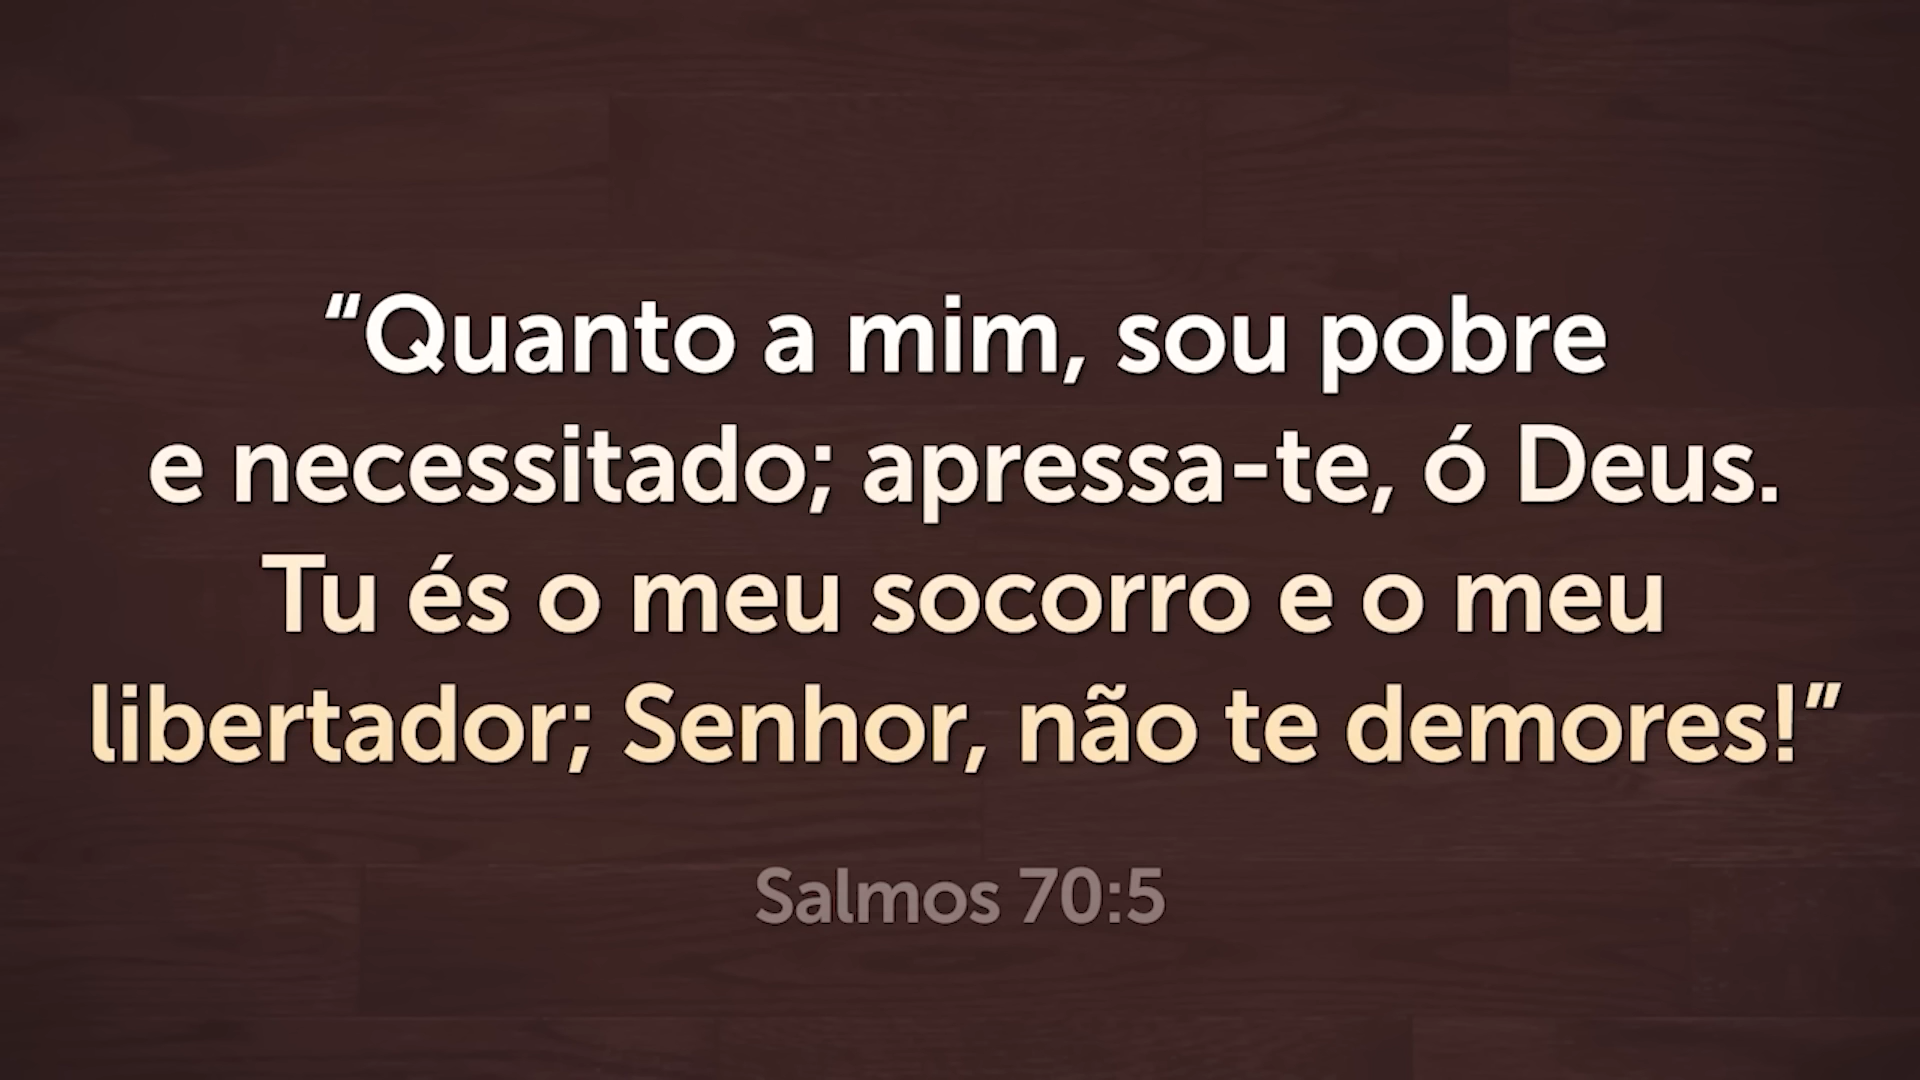 “Quanto a mim, sou pobre
e necessitado; apressa-te, ó Deus.
Tu és o meu socorro e o meu
libertador; Senhor, não te demores!”
Salmos 70:5